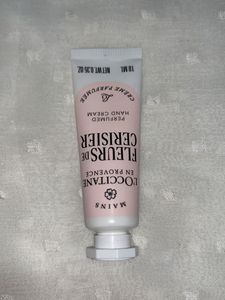 MAINS
L'OCCITANE
EN PROVENCE
FLEURS DE
CERISIER
PERFUMED
HAND CREAM
CRÈME PARFUMÉE
10 ML NET WT. 0.35 OZ.